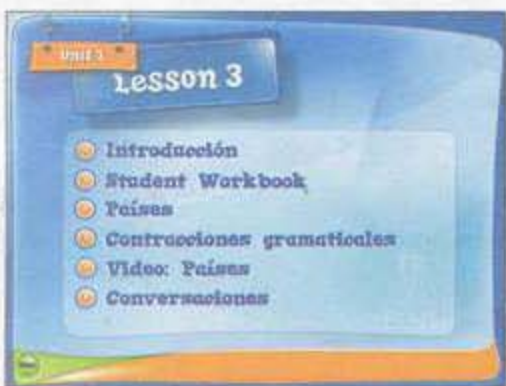 Unit 1
Lesson 3
Introducción
Student Workbook
Países
Contracciones gramaticales
Video: Países
Conversaciones